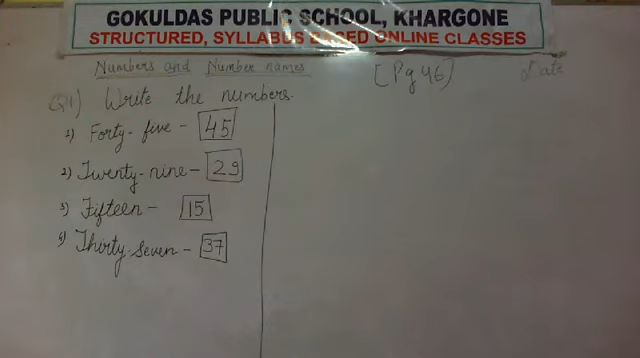 GOKULDAS PUBLIC SCHOOL, KHARGONE
STRUCTURED, SYLLABUS BASED ONLINE CLASSES
Numbers and Number names
[Pg 46)
Date
Q1) Write the numbers.
1) Forty-five - 45
2) Twenty-nine - 29
3) Fifteen - 15
4) Thirty-seven - 37